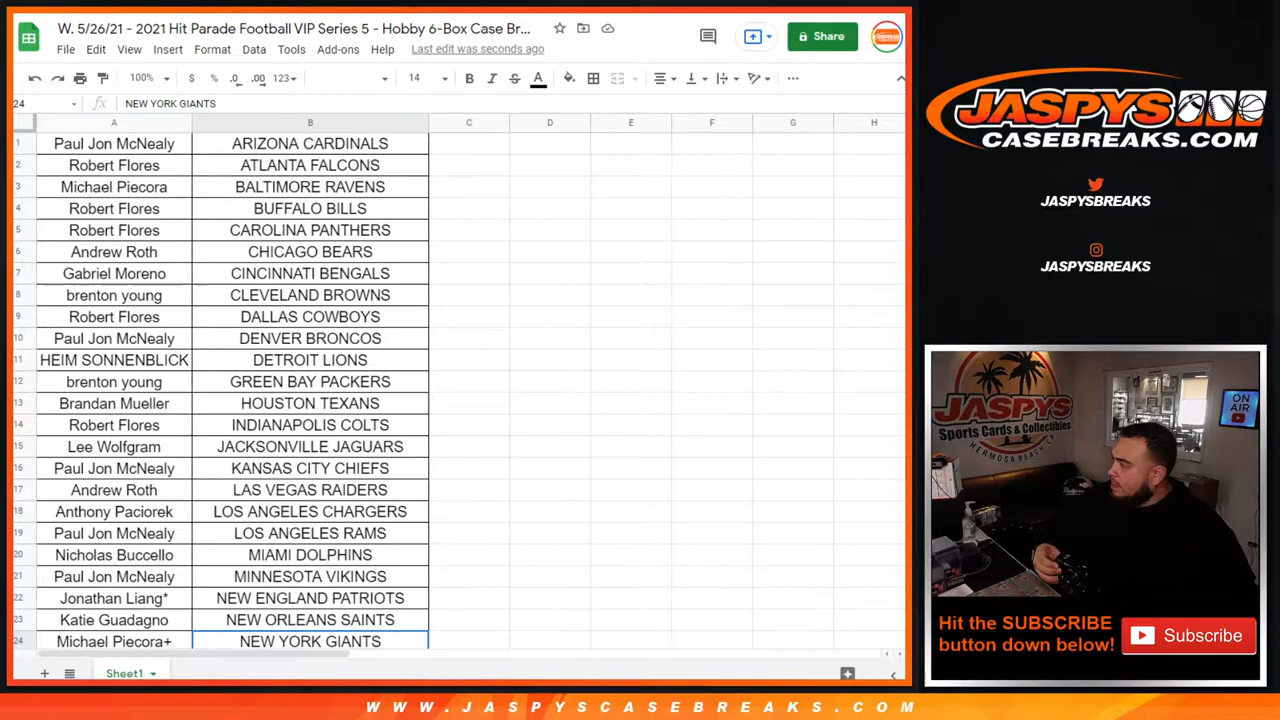 W. 5/26/21 - 2021 Hit Parade Football VIP Series 5 - Hobby 6-Box Case Br...
File Edit View Insert Format Data Tools Add-ons Help Last edit was seconds ago
Share
100% $ % .0 .00 123 14 B I S A
24 fx NEW YORK GIANTS
A B C D E F G H
1 Paul Jon McNealy ARIZONA CARDINALS
2 Robert Flores ATLANTA FALCONS
3 Michael Piecora BALTIMORE RAVENS
4 Robert Flores BUFFALO BILLS
5 Robert Flores CAROLINA PANTHERS
6 Andrew Roth CHICAGO BEARS
7 Gabriel Moreno CINCINNATI BENGALS
8 brenton young CLEVELAND BROWNS
9 Robert Flores DALLAS COWBOYS
10 Paul Jon McNealy DENVER BRONCOS
11 HEIM SONNENBLICK DETROIT LIONS
12 brenton young GREEN BAY PACKERS
13 Brandan Mueller HOUSTON TEXANS
14 Robert Flores INDIANAPOLIS COLTS
15 Lee Wolfgram JACKSONVILLE JAGUARS
16 Paul Jon McNealy KANSAS CITY CHIEFS
17 Andrew Roth LAS VEGAS RAIDERS
18 Anthony Paciorek LOS ANGELES CHARGERS
19 Paul Jon McNealy LOS ANGELES RAMS
20 Nicholas Buccello MIAMI DOLPHINS
21 Paul Jon McNealy MINNESOTA VIKINGS
22 Jonathan Liang* NEW ENGLAND PATRIOTS
23 Katie Guadagno NEW ORLEANS SAINTS
24 Michael Piecora+ NEW YORK GIANTS
Sheet1
JASPYS
CASEBREAKS.COM
JASPYSBREAKS
JASPYSBREAKS
JASPYS
Sports Cards & Collectibles
HERMOSA BEACH
ON
AIR
Hit the SUBSCRIBE
button down below!
Subscribe
WWW.JASPYSCASEBREAKS.COM